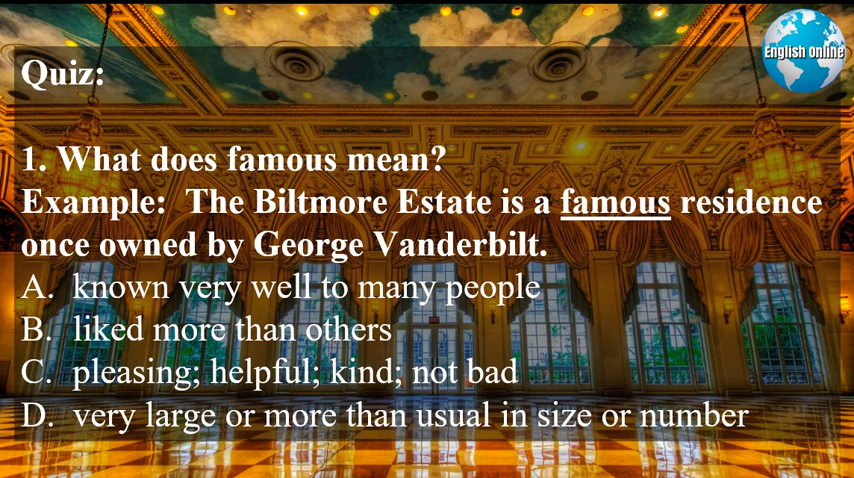 English Online
Quiz:
1. What does famous mean?
Example:  The Biltmore Estate is a famous residence
once owned by George Vanderbilt.
A.  known very well to many people
B.  liked more than others
C.  pleasing; helpful; kind; not bad
D.  very large or more than usual in size or number